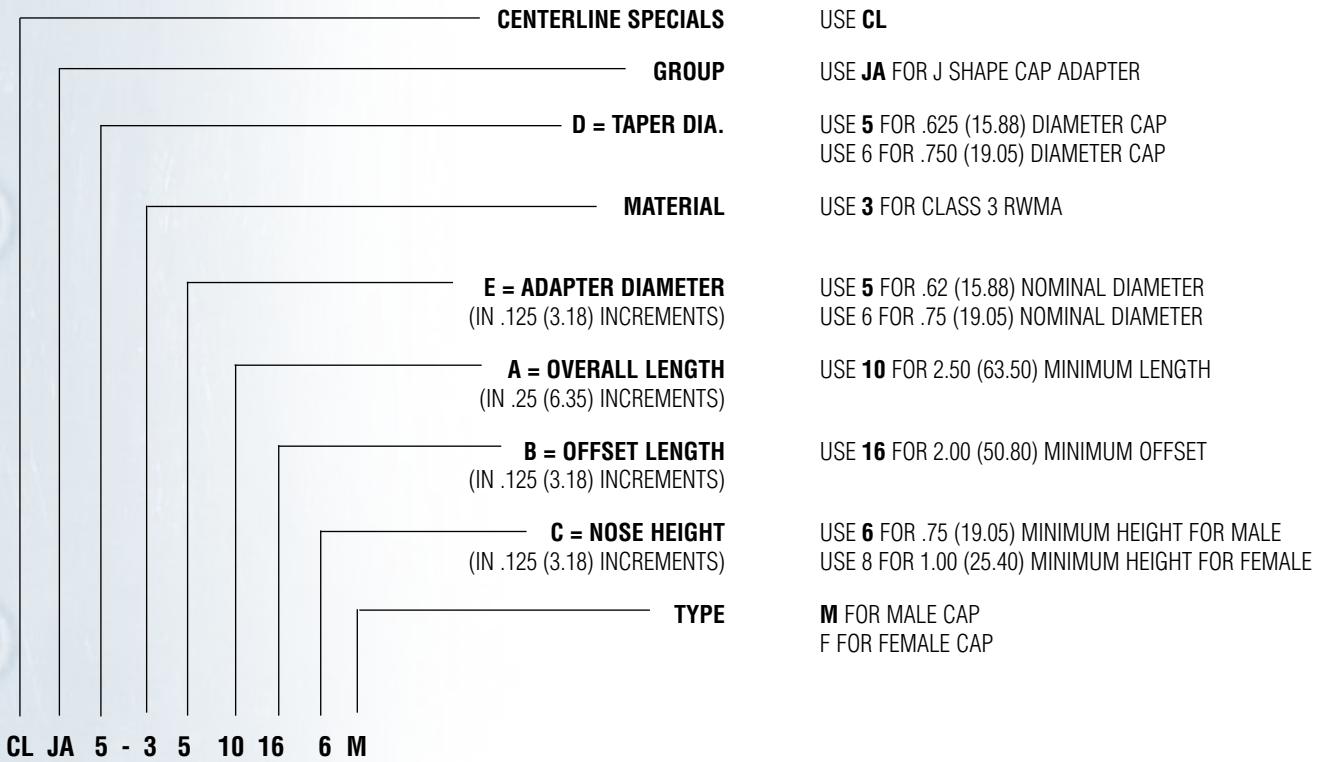 CENTERLINE SPECIALS USE CL
GROUP USE JA FOR J SHAPE CAP ADAPTER
D = TAPER DIA. USE 5 FOR .625 (15.88) DIAMETER CAP
USE 6 FOR .750 (19.05) DIAMETER CAP
MATERIAL USE 3 FOR CLASS 3 RWMA
E = ADAPTER DIAMETER USE 5 FOR .62 (15.88) NOMINAL DIAMETER
(IN .125 (3.18) INCREMENTS) USE 6 FOR .75 (19.05) NOMINAL DIAMETER
A = OVERALL LENGTH USE 10 FOR 2.50 (63.50) MINIMUM LENGTH
(IN .25 (6.35) INCREMENTS)
B = OFFSET LENGTH USE 16 FOR 2.00 (50.80) MINIMUM OFFSET
(IN .125 (3.18) INCREMENTS)
C = NOSE HEIGHT USE 6 FOR .75 (19.05) MINIMUM HEIGHT FOR MALE
(IN .125 (3.18) INCREMENTS) USE 8 FOR 1.00 (25.40) MINIMUM HEIGHT FOR FEMALE
TYPE M FOR MALE CAP
F FOR FEMALE CAP
CL JA 5 - 3 5 10 16 6 M